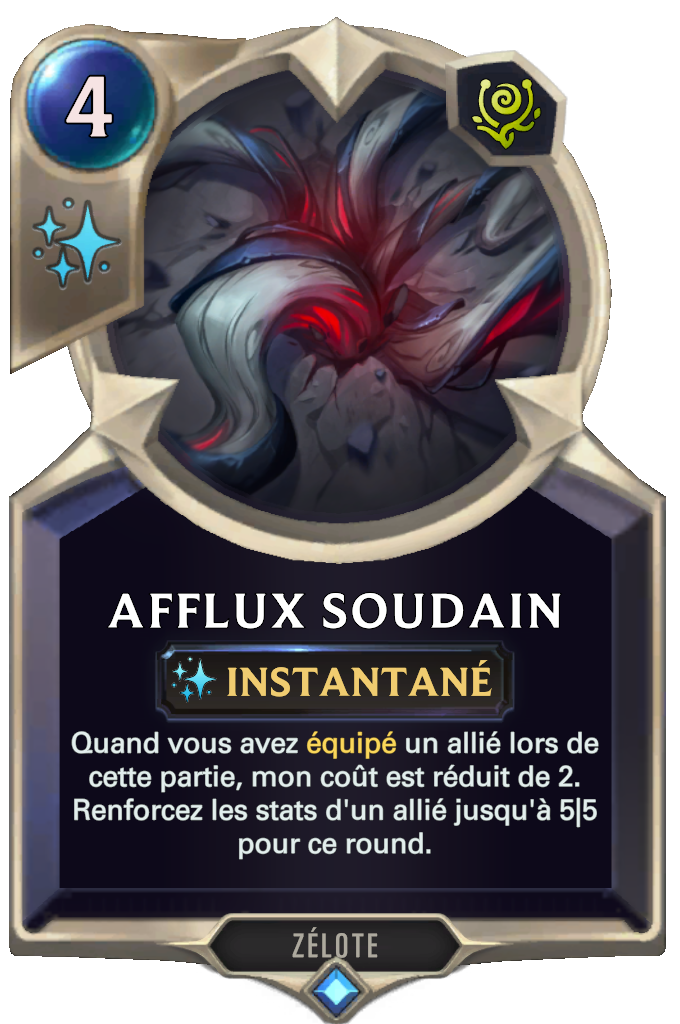 4
AFFLUX SOUDAIN
INSTANTANÉ
Quand vous avez équipé un allié lors de
cette partie, mon coût est réduit de 2.
Renforcez les stats d'un allié jusqu'à 5|5
pour ce round.
ZÉLOTE